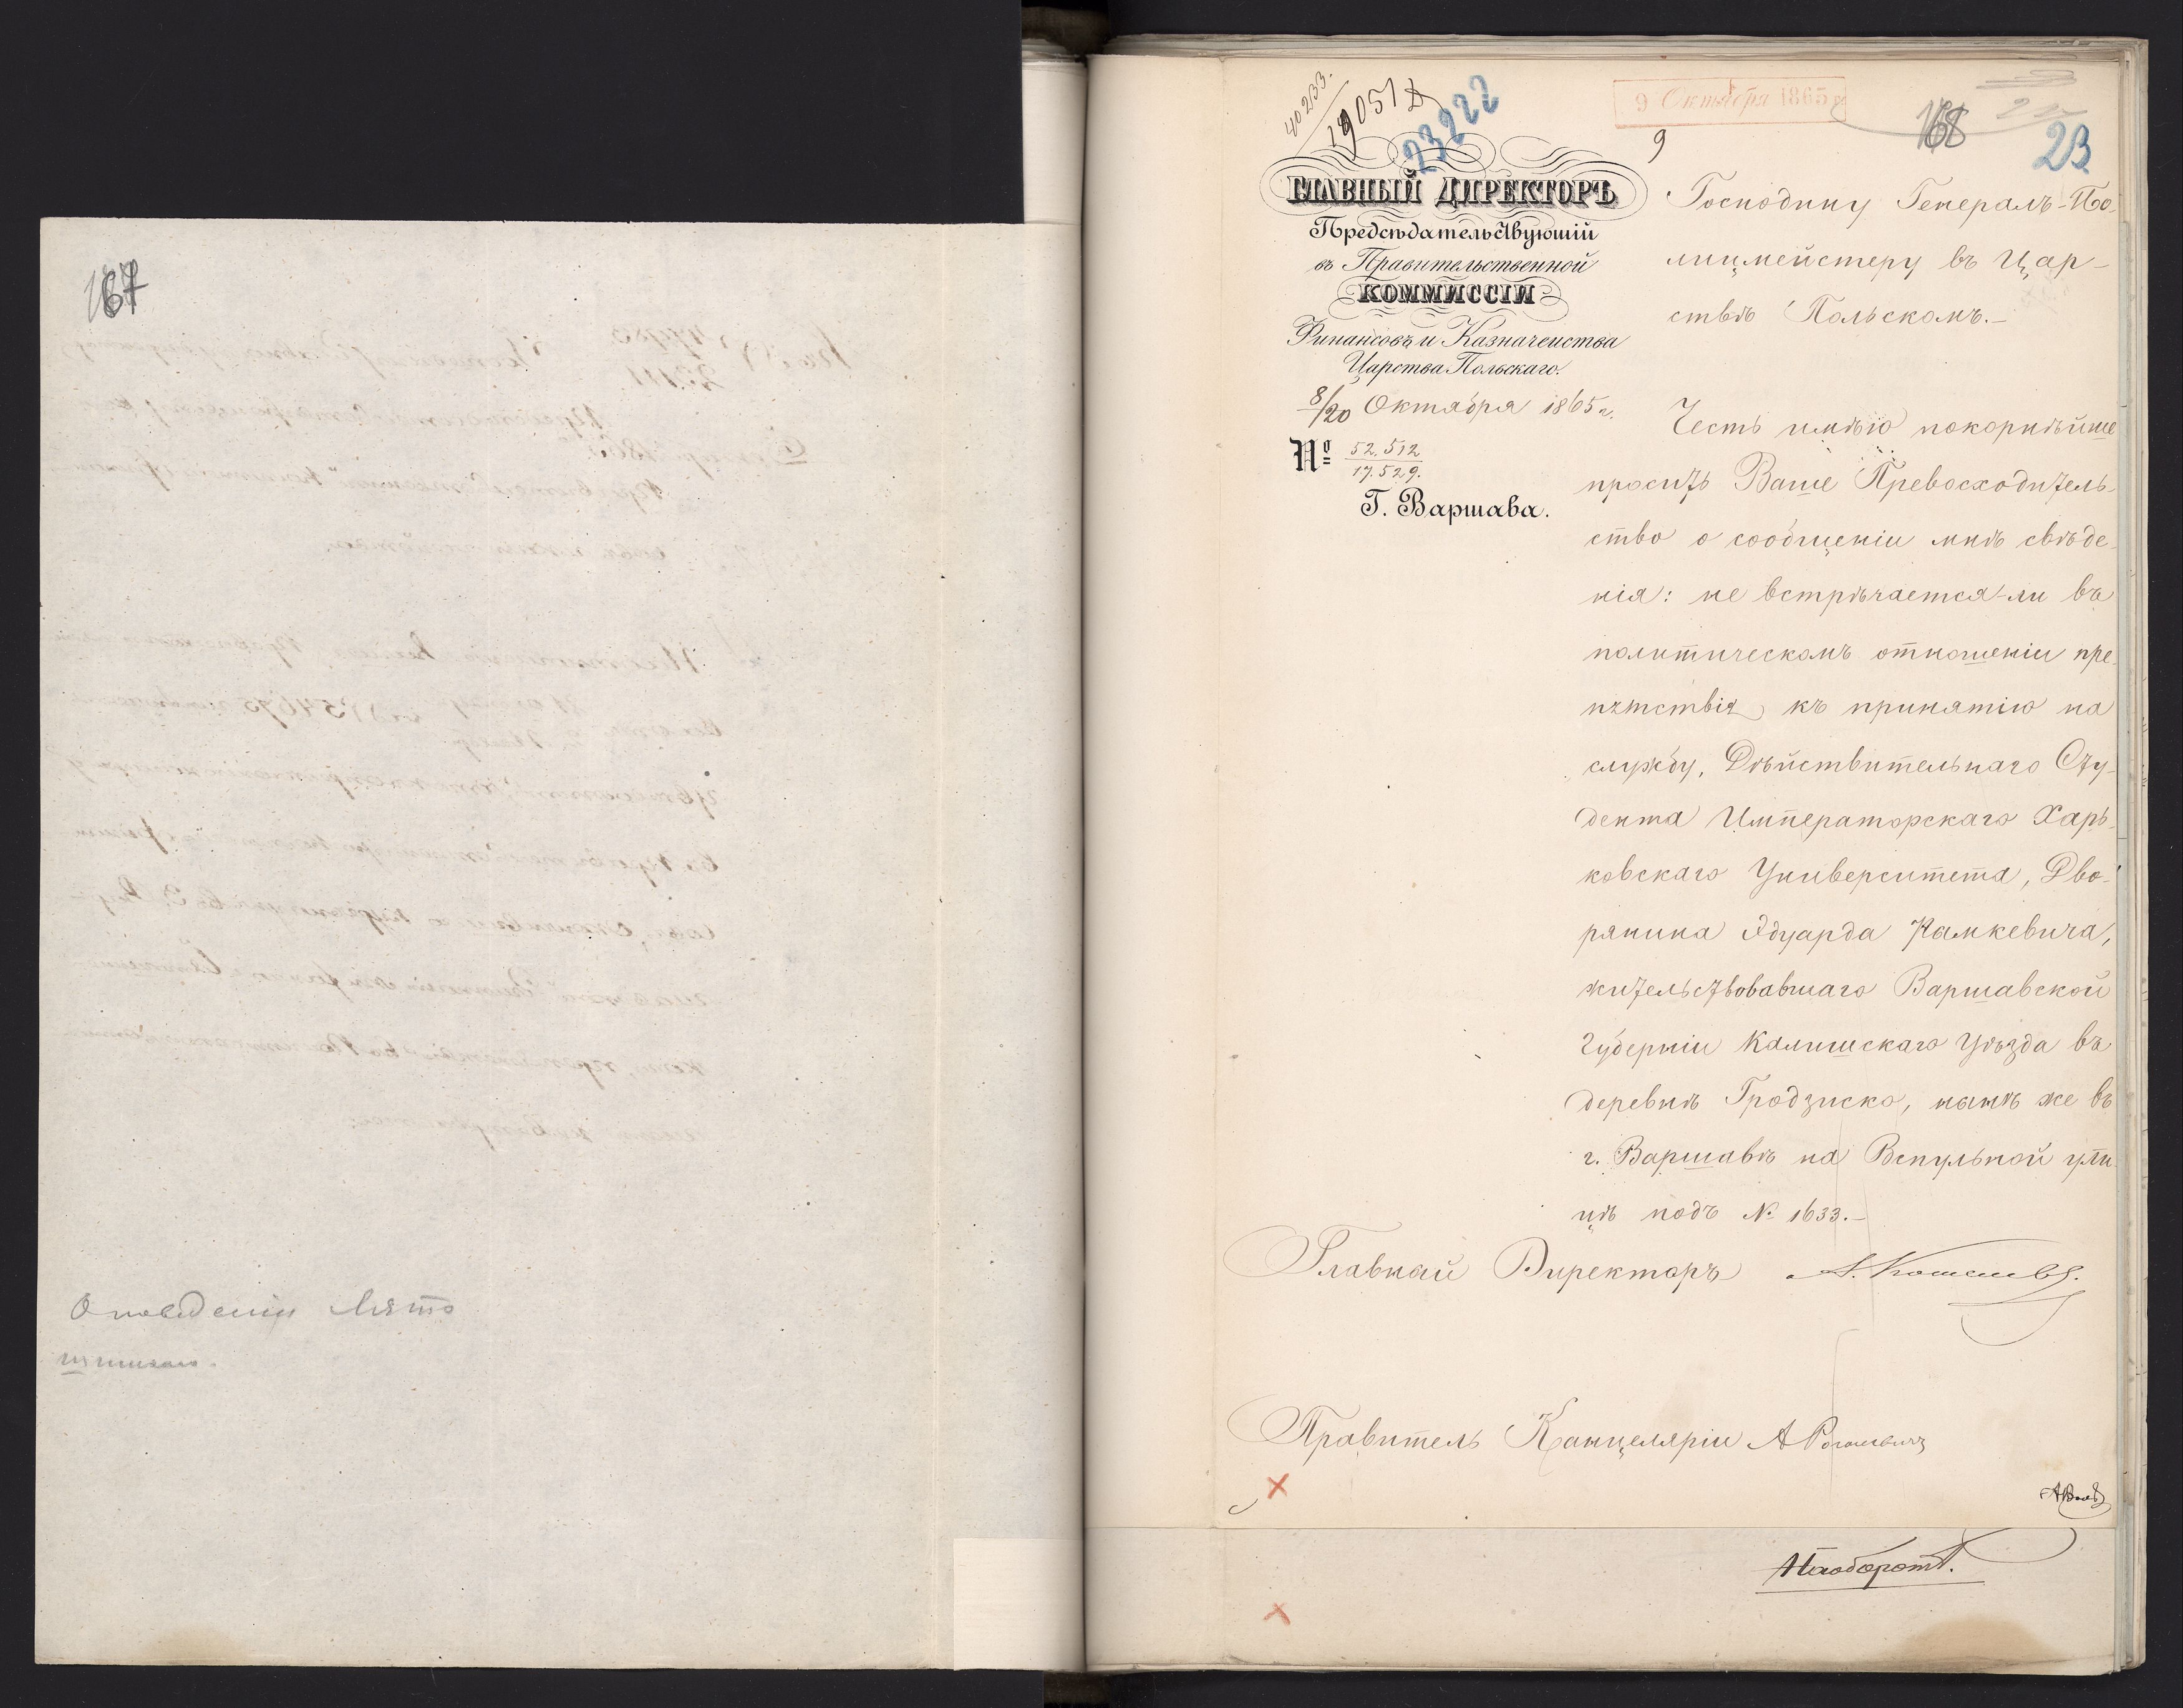 167
О поведеніи
40233.
19051
23222
9 Октября 1865 г.
9
168
23
ГЛАВНЫЙ ДИРЕКТОРЪ
Предсѣдательствующій
въ Правительственной
КОММИССІИ
Финансовъ и Казначейства
Царства Польскаго.
8/20 Октября 1865 г.
№ 52.512
17.529.
Г. Варшава.
Господину Генералъ-По-
лицмейстеру въ Цар-
ствѣ Польскомъ.-
Честь имѣю покорнѣйше
просить Ваше Превосходитель-
ство о сообщеніи мнѣ свѣде-
нія: не встрѣчается-ли въ
политическомъ отношеніи пре-
пятствія къ принятію на
службу, Дѣйствительнаго Сту-
дента Императорскаго Харь-
ковскаго Университета, Дво-
рянина Эдуарда Намкевича,
жительствовавшаго Варшавской
Губерніи Калишскаго Уѣзда въ
деревнѣ Гродзиско, нынѣ же въ
г. Варшавѣ на Вспульной ули-
цѣ подъ № 1633.-
Главный Директоръ А. Кошелевъ.
Правитель Канцеляріи А
Наоборотъ.